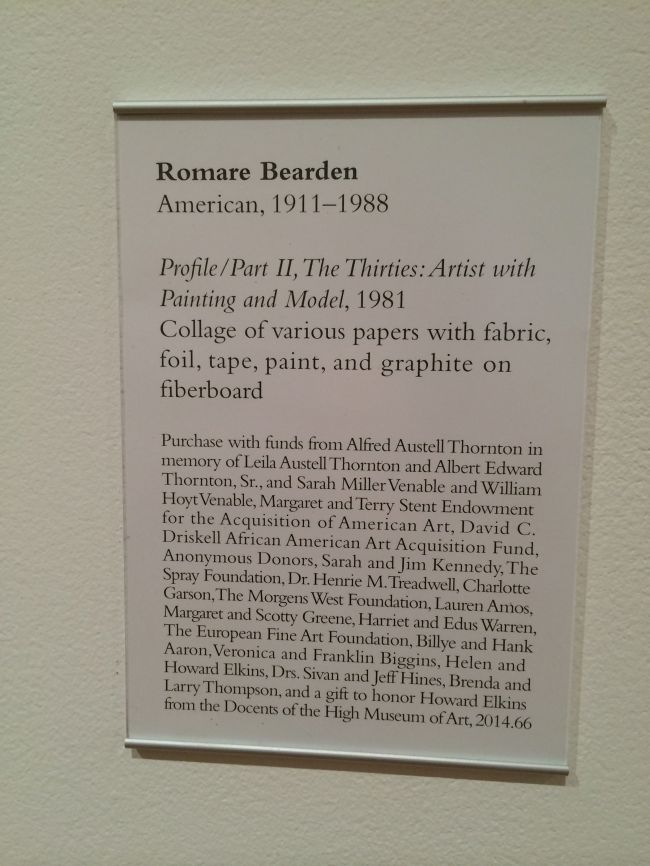 Romare Bearden
American, 1911–1988
Profile/Part II, The Thirties: Artist with
Painting and Model, 1981
Collage of various papers with fabric,
foil, tape, paint, and graphite on
fiberboard
Purchase with funds from Alfred Austell Thornton in
memory of Leila Austell Thornton and Albert Edward
Thornton, Sr., and Sarah Miller Venable and William
Hoyt Venable, Margaret and Terry Stent Endowment
for the Acquisition of American Art, David C.
Driskell African American Art Acquisition Fund,
Anonymous Donors, Sarah and Jim Kennedy, The
Spray Foundation, Dr. Henrie M. Treadwell, Charlotte
Garson, The Morgens West Foundation, Lauren Amos,
Margaret and Scotty Greene, Harriet and Edus Warren,
The European Fine Art Foundation, Billye and Hank
Aaron, Veronica and Franklin Biggins, Helen and
Howard Elkins, Drs. Sivan and Jeff Hines, Brenda and
Larry Thompson, and a gift to honor Howard Elkins
from the Docents of the High Museum of Art, 2014.66